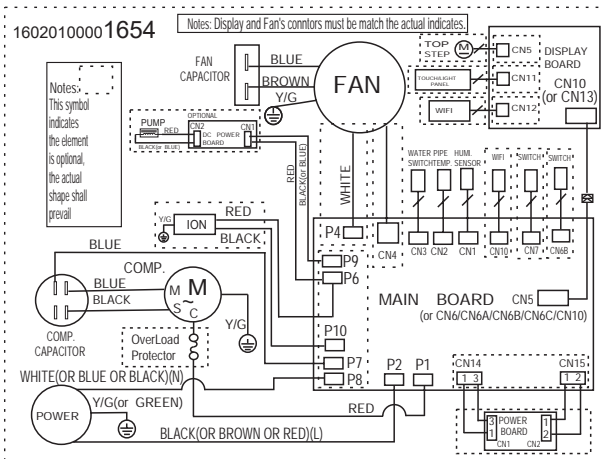 16020100001654
Notes: Display and Fan's conntors must be match the actual indicates.
Notes:
This symbol
indicates
the element
is optional,
the actual
shape shall
prevail
FAN
CAPACITOR
BLUE
BROWN
Y/G
FAN
TOP
STEP
M
CN5
TOUCH/LIGHT
PANEL
CN11
WIFI
CN12
DISPLAY
BOARD
CN10
(or CN13)
OPTIONAL
PUMP
RED
BLACK(or BLUE)
CN2
CN1
DC POWER
BOARD
RED
BLACK(or BLUE)
WHITE
P4
CN4
WATER PIPE HUMI.
SWITCH TEMP. SENSOR
WIFI
SWITCH
SWITCH
CN3
CN2
CN1
CN10
CN7
CN6B
Y/G
ION
RED
BLACK
BLUE
P9
P6
P10
P7
P8
P2
P1
MAIN BOARD
CN5
(or CN6/CN6A/CN6B/CN6C/CN10)
COMP.
BLUE
BLACK
M
S
C
M
~
Y/G
COMP.
CAPACITOR
OverLoad
Protector
WHITE(OR BLUE OR BLACK)(N)
Y/G(or GREEN)
POWER
RED
BLACK(OR BROWN OR RED)(L)
CN14
1 3
CN15
1 2
3
1
POWER
BOARD
1
2
CN1
CN2